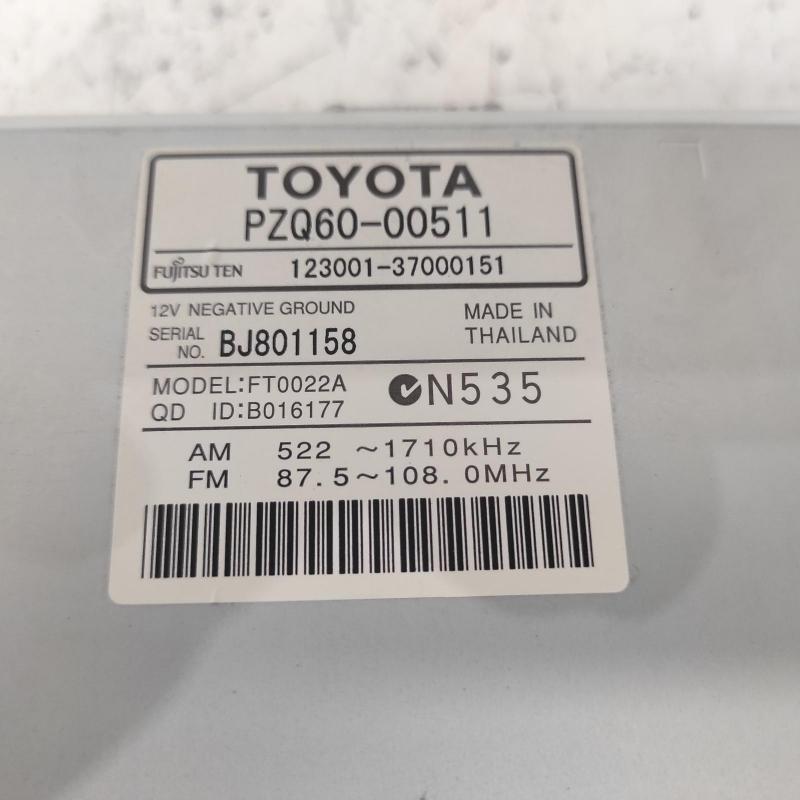 TOYOTA
PZQ60-00511
FUJITSU TEN 123001-37000151
12V NEGATIVE GROUND
SERIAL NO. BJ801158
MADE IN THAILAND
MODEL:FT0022A
QD ID:B016177
N535
AM 522 ~1710kHz
FM 87.5~108.0MHz